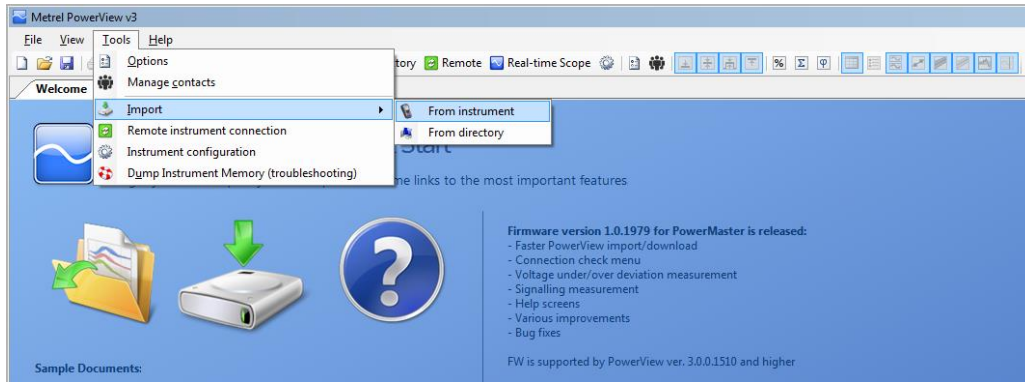 Metrel PowerView v3
File View Tools Help
tory Remote Real-time Scope
Welcome
Options
Manage contacts
Import
From instrument
Remote instrument connection
From directory
Instrument configuration
Dump Instrument Memory (troubleshooting)
Start
me links to the most important features
Firmware version 1.0.1979 for PowerMaster is released:
- Faster PowerView import/download
- Connection check menu
- Voltage under/over deviation measurement
- Signalling measurement
- Help screens
- Various improvements
- Bug fixes
FW is supported by PowerView ver. 3.0.0.1510 and higher
Sample Documents: